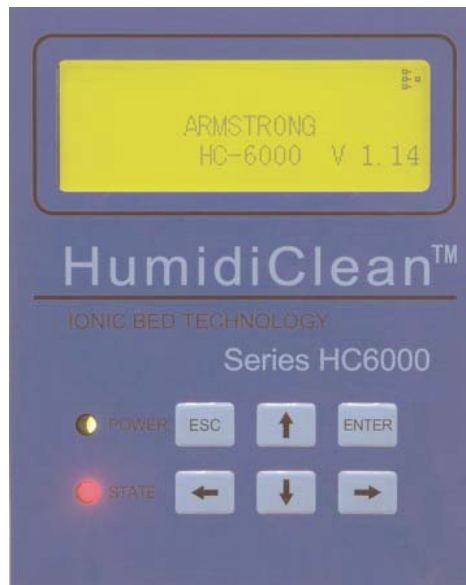 ARMSTRONG
HC-6000 V 1.14
HumidiClean™
IONIC BED TECHNOLOGY
Series HC6000
POWER ESC ENTER
STATE